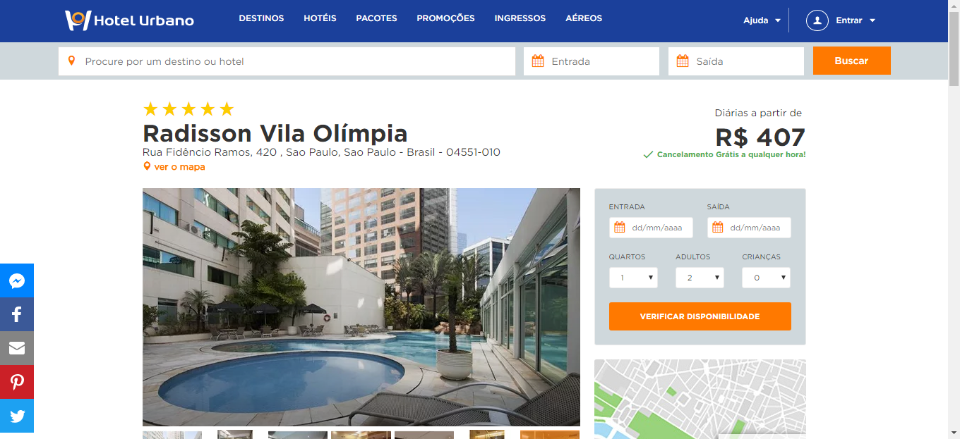 Hotel Urbano
DESTINOS HOTÉIS PACOTES PROMOÇÕES INGRESSOS AÉREOS
Ajuda Entrar
Procure por um destino ou hotel
Entrada
Saída
Buscar
Radisson Vila Olímpia
Rua Fidêncio Ramos, 420 , Sao Paulo, Sao Paulo - Brasil - 04551-010
ver o mapa
Diárias a partir de
R$ 407
Cancelamento Grátis a qualquer hora!
ENTRADA SAÍDA
dd/mm/aaaa dd/mm/aaaa
QUARTOS ADULTOS CRIANÇAS
1 2 0
VERIFICAR DISPONIBILIDADE